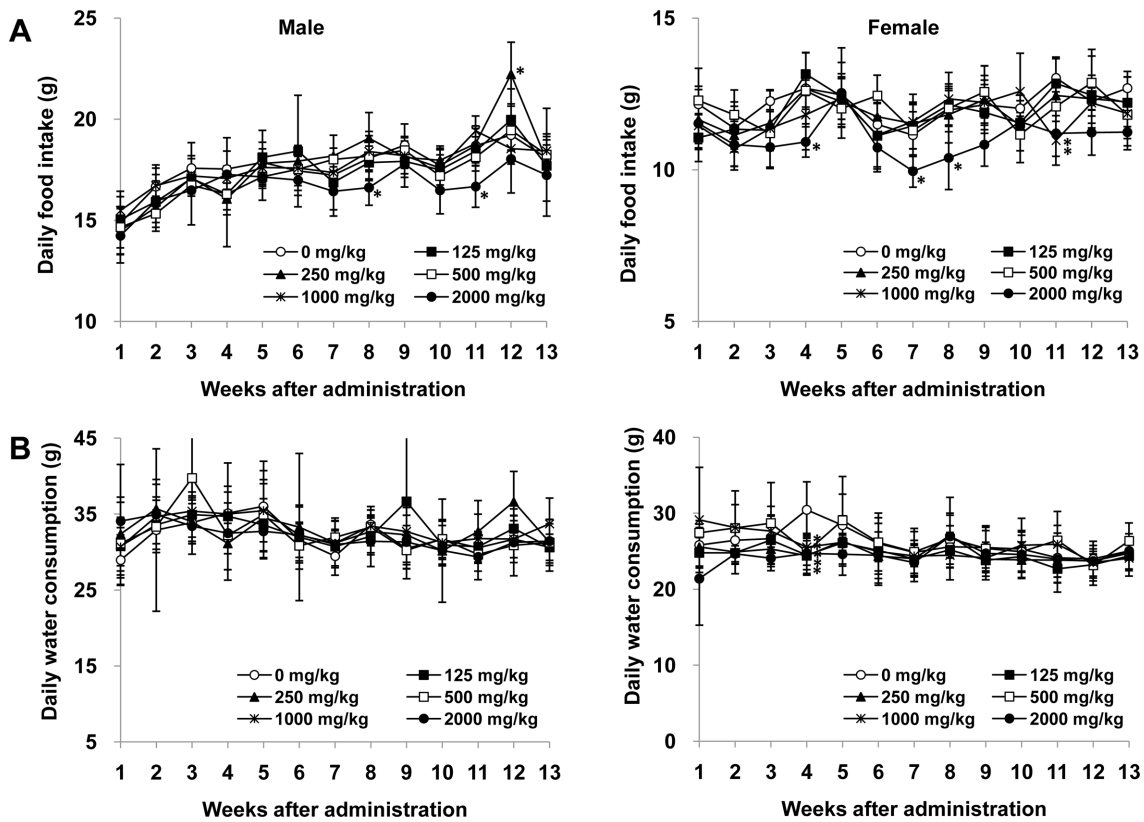 A
Male
Daily food intake (g)
25
20
15
10
0 mg/kg
125 mg/kg
250 mg/kg
500 mg/kg
1000 mg/kg
2000 mg/kg
*
*
*
1 2 3 4 5 6 7 8 9 10 11 12 13
Weeks after administration
Female
Daily food intake (g)
15
10
5
0 mg/kg
125 mg/kg
250 mg/kg
500 mg/kg
1000 mg/kg
2000 mg/kg
*
*
*
*
*
1 2 3 4 5 6 7 8 9 10 11 12 13
Weeks after administration
B
Daily water consumption (g)
45
35
25
15
5
0 mg/kg
125 mg/kg
250 mg/kg
500 mg/kg
1000 mg/kg
2000 mg/kg
1 2 3 4 5 6 7 8 9 10 11 12 13
Weeks after administration
Daily water consumption (g)
40
30
20
10
0
0 mg/kg
125 mg/kg
250 mg/kg
500 mg/kg
1000 mg/kg
2000 mg/kg
*
*
*
*
1 2 3 4 5 6 7 8 9 10 11 12 13
Weeks after administration